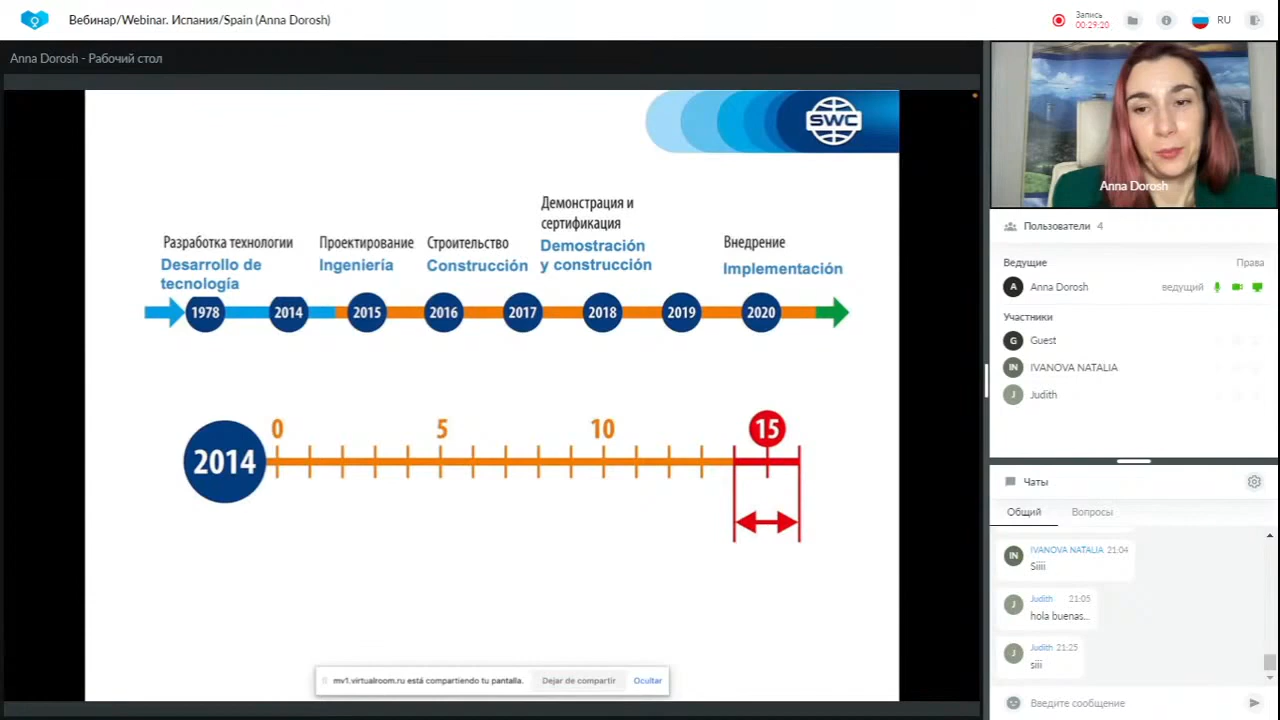 Вебинар/Webinar. Испания/Spain (Anna Dorosh)
Запись
00:29:20
RU
Anna Dorosh - Рабочий стол
SWC
Демонстрация и
сертификация
Demostración
y construcción
Разработка технологии
Desarrollo de
tecnología
Проектирование
Ingeniería
Строительство
Construcción
Внедрение
Implementación
1978 2014 2015 2016 2017 2018 2019 2020
0 5 10 15
2014
mv1.virtualroom.ru está compartiendo tu pantalla. Dejar de compartir Ocultar
Anna Dorosh
Пользователи 4
Ведущие Права
A Anna Dorosh ведущий
Участники
G Guest
IN IVANOVA NATALIA
J Judith
Чаты
Общий Вопросы
IN IVANOVA NATALIA 21:04
Siiii
J Judith 21:05
hola buenas...
J Judith 21:25
siii
Введите сообщение